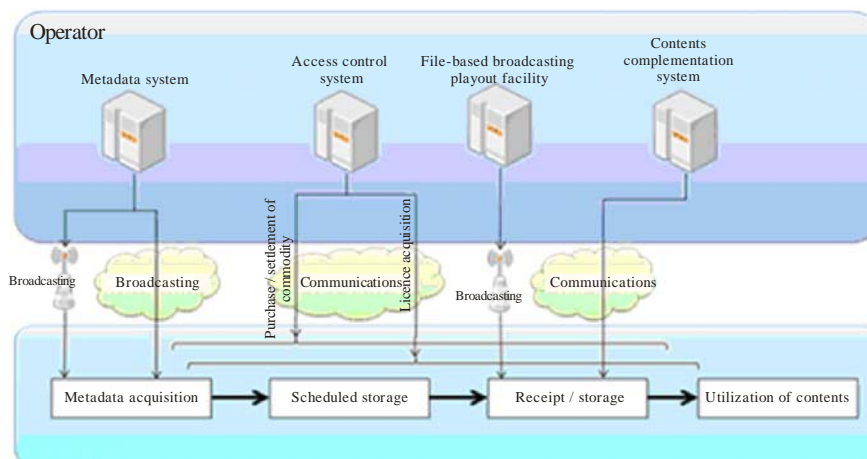 Operator
Metadata system
Access control
system
File-based broadcasting
playout facility
Contents
complementation
system
Broadcasting
Broadcasting
Purchase / settlement of
commodity
Communications
Licence acquisition
Broadcasting
Communications
Metadata acquisition
Scheduled storage
Receipt / storage
Utilization of contents